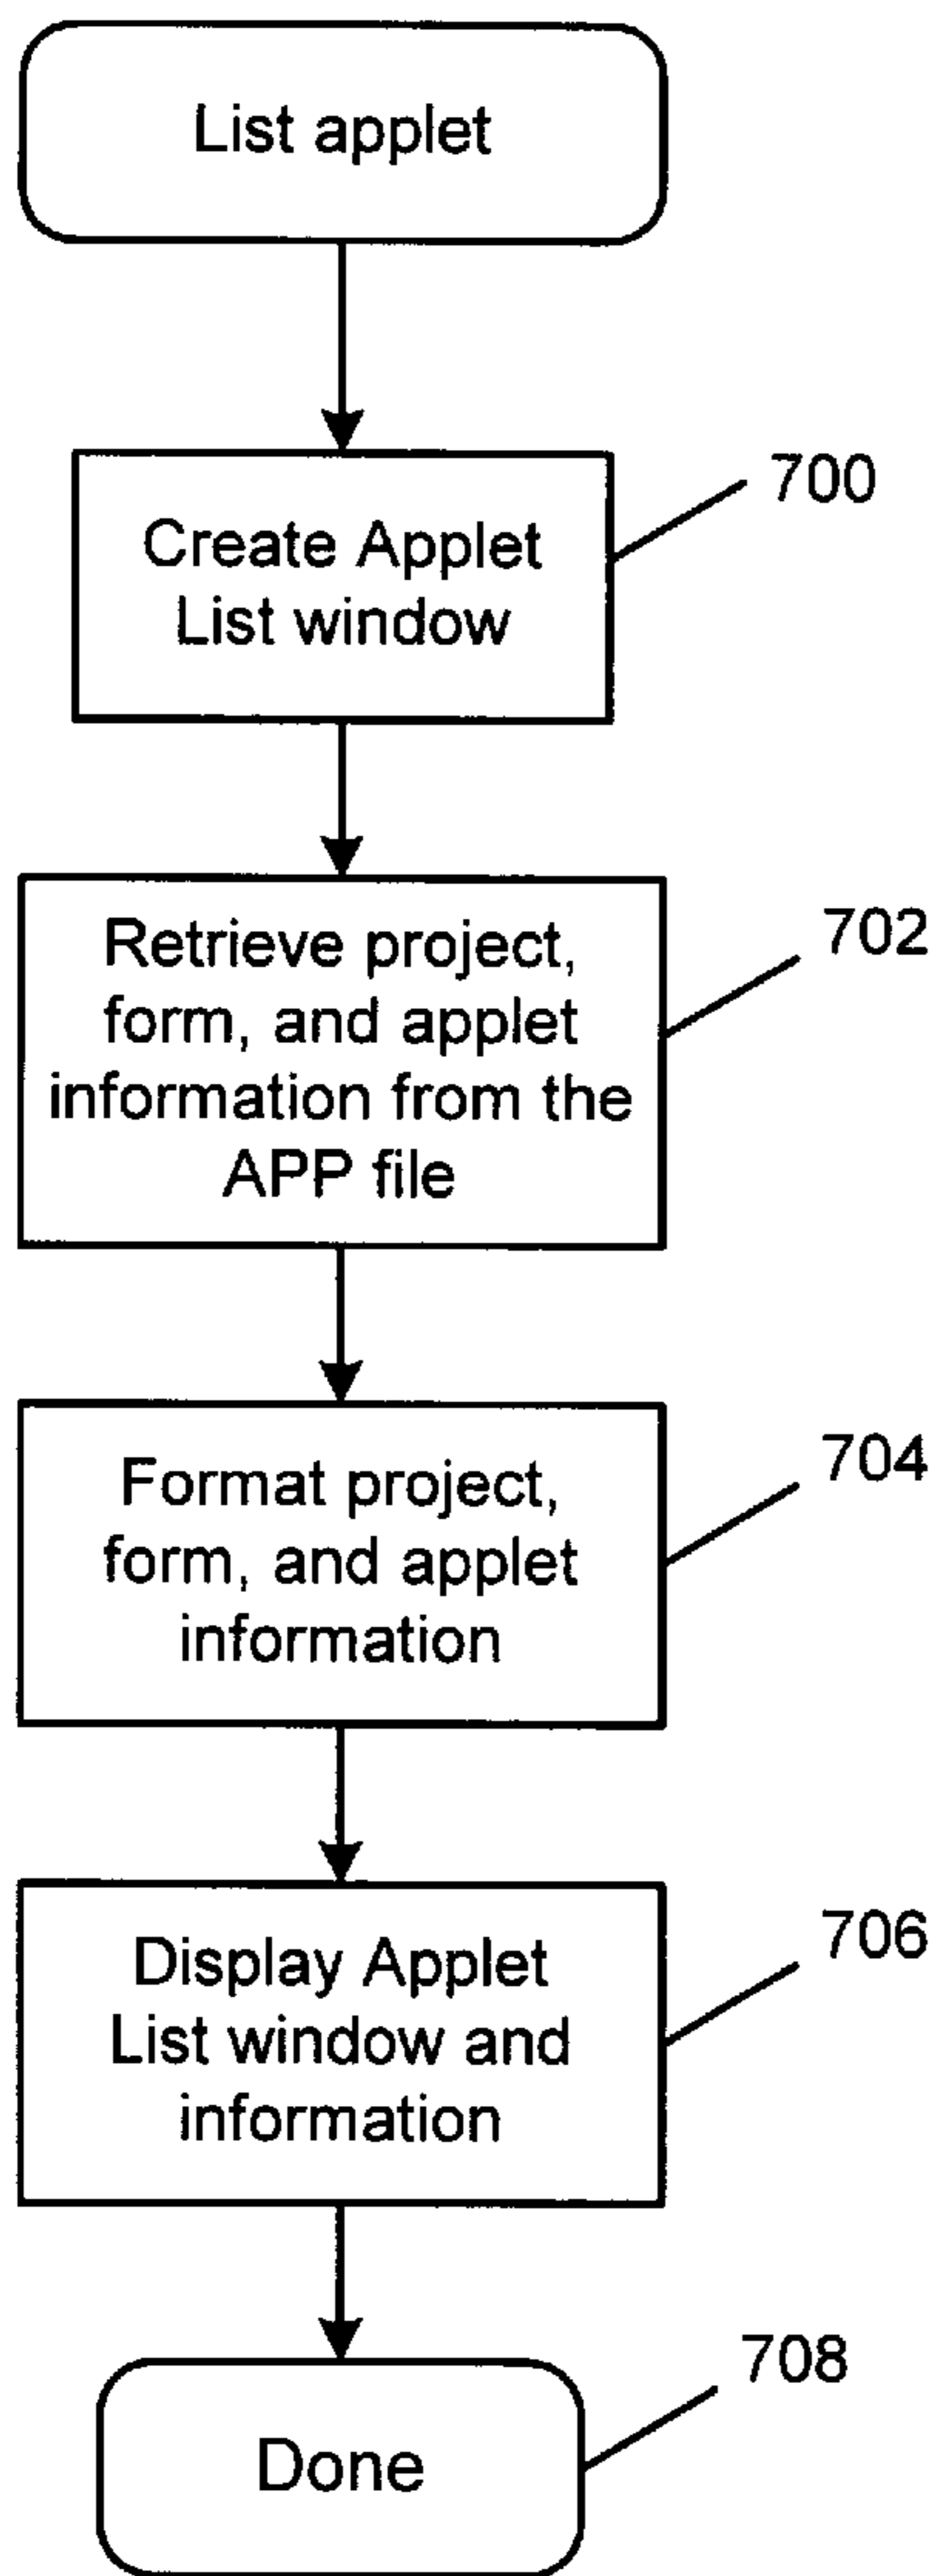 List applet
Create Applet
List window
700
Retrieve project,
form, and applet
information from the
APP file
702
Format project,
form, and applet
information
704
Display Applet
List window and
information
706
Done
708